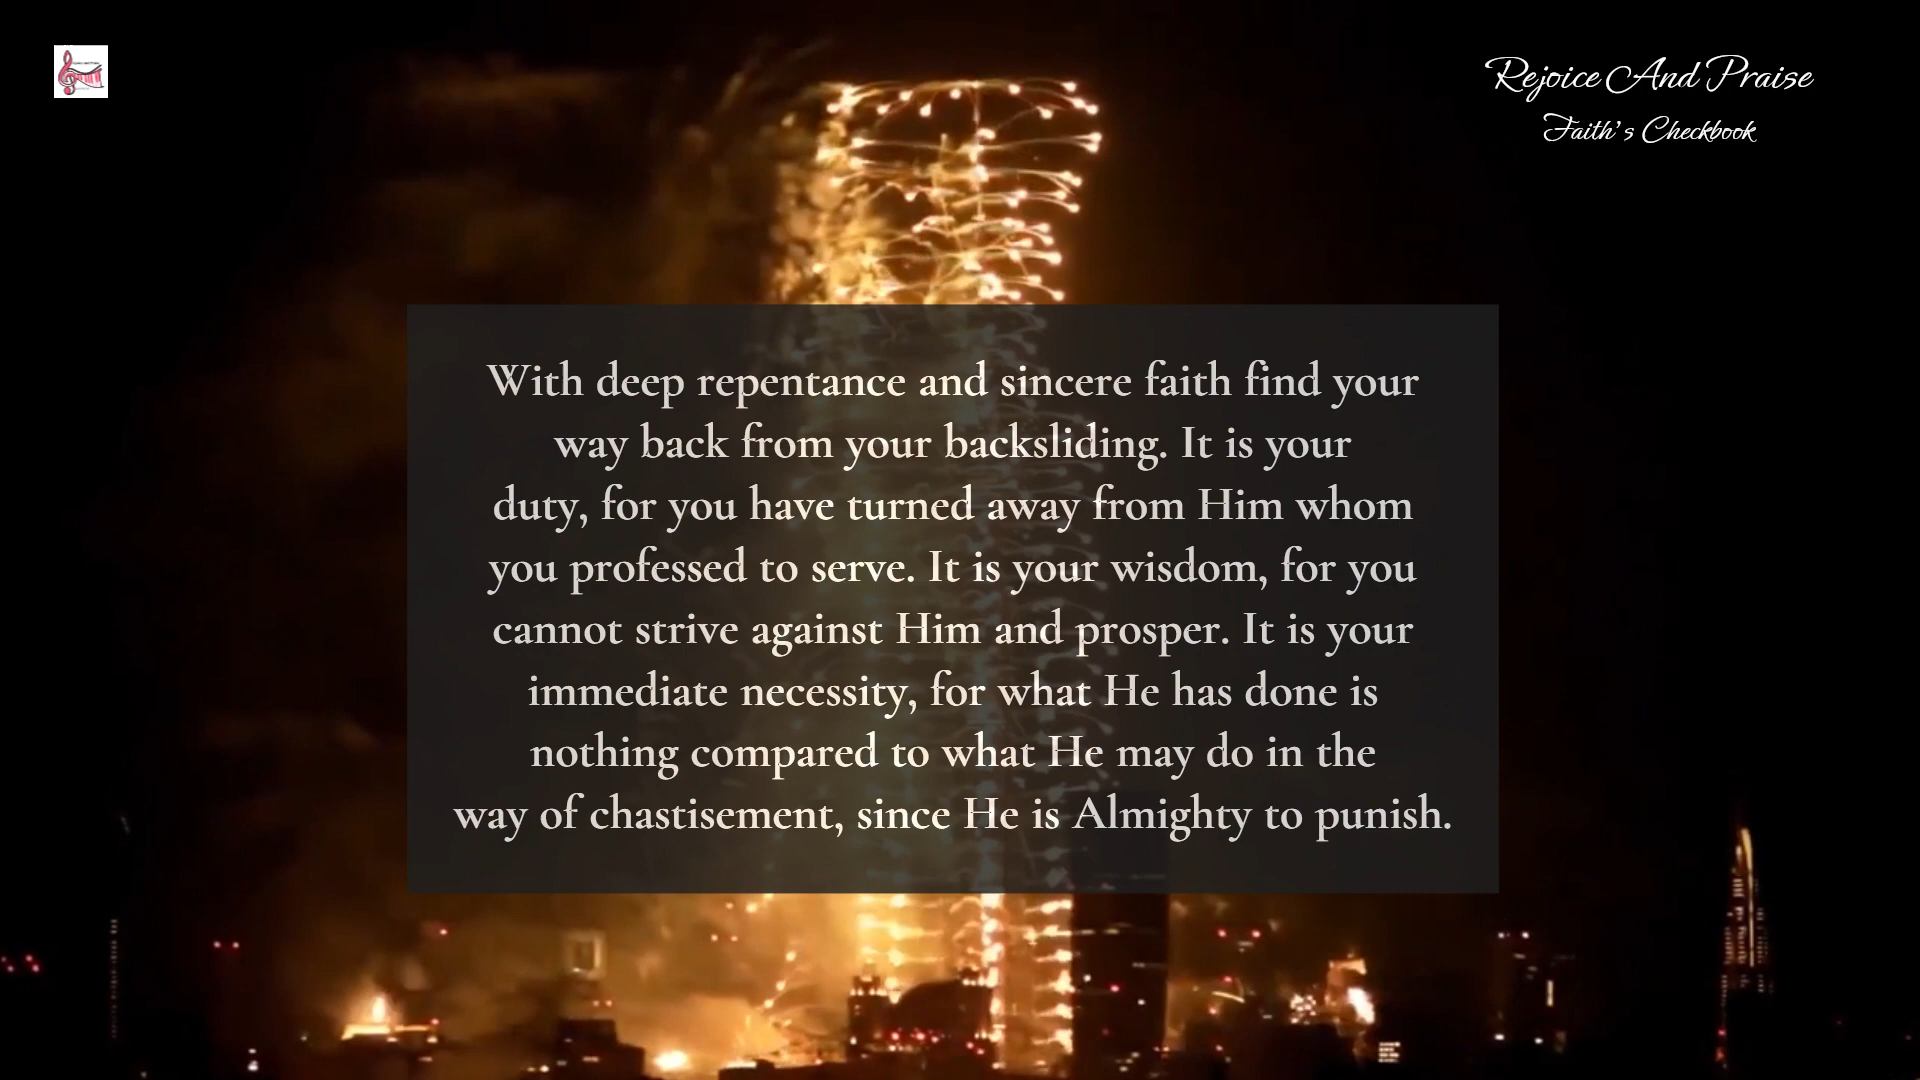 Rejoice And Praise
Faith's Checkbook
With deep repentance and sincere faith find your
way back from your backsliding. It is your
duty, for you have turned away from Him whom
you professed to serve. It is your wisdom, for you
cannot strive against Him and prosper. It is your
immediate necessity, for what He has done is
nothing compared to what He may do in the
way of chastisement, since He is Almighty to punish.